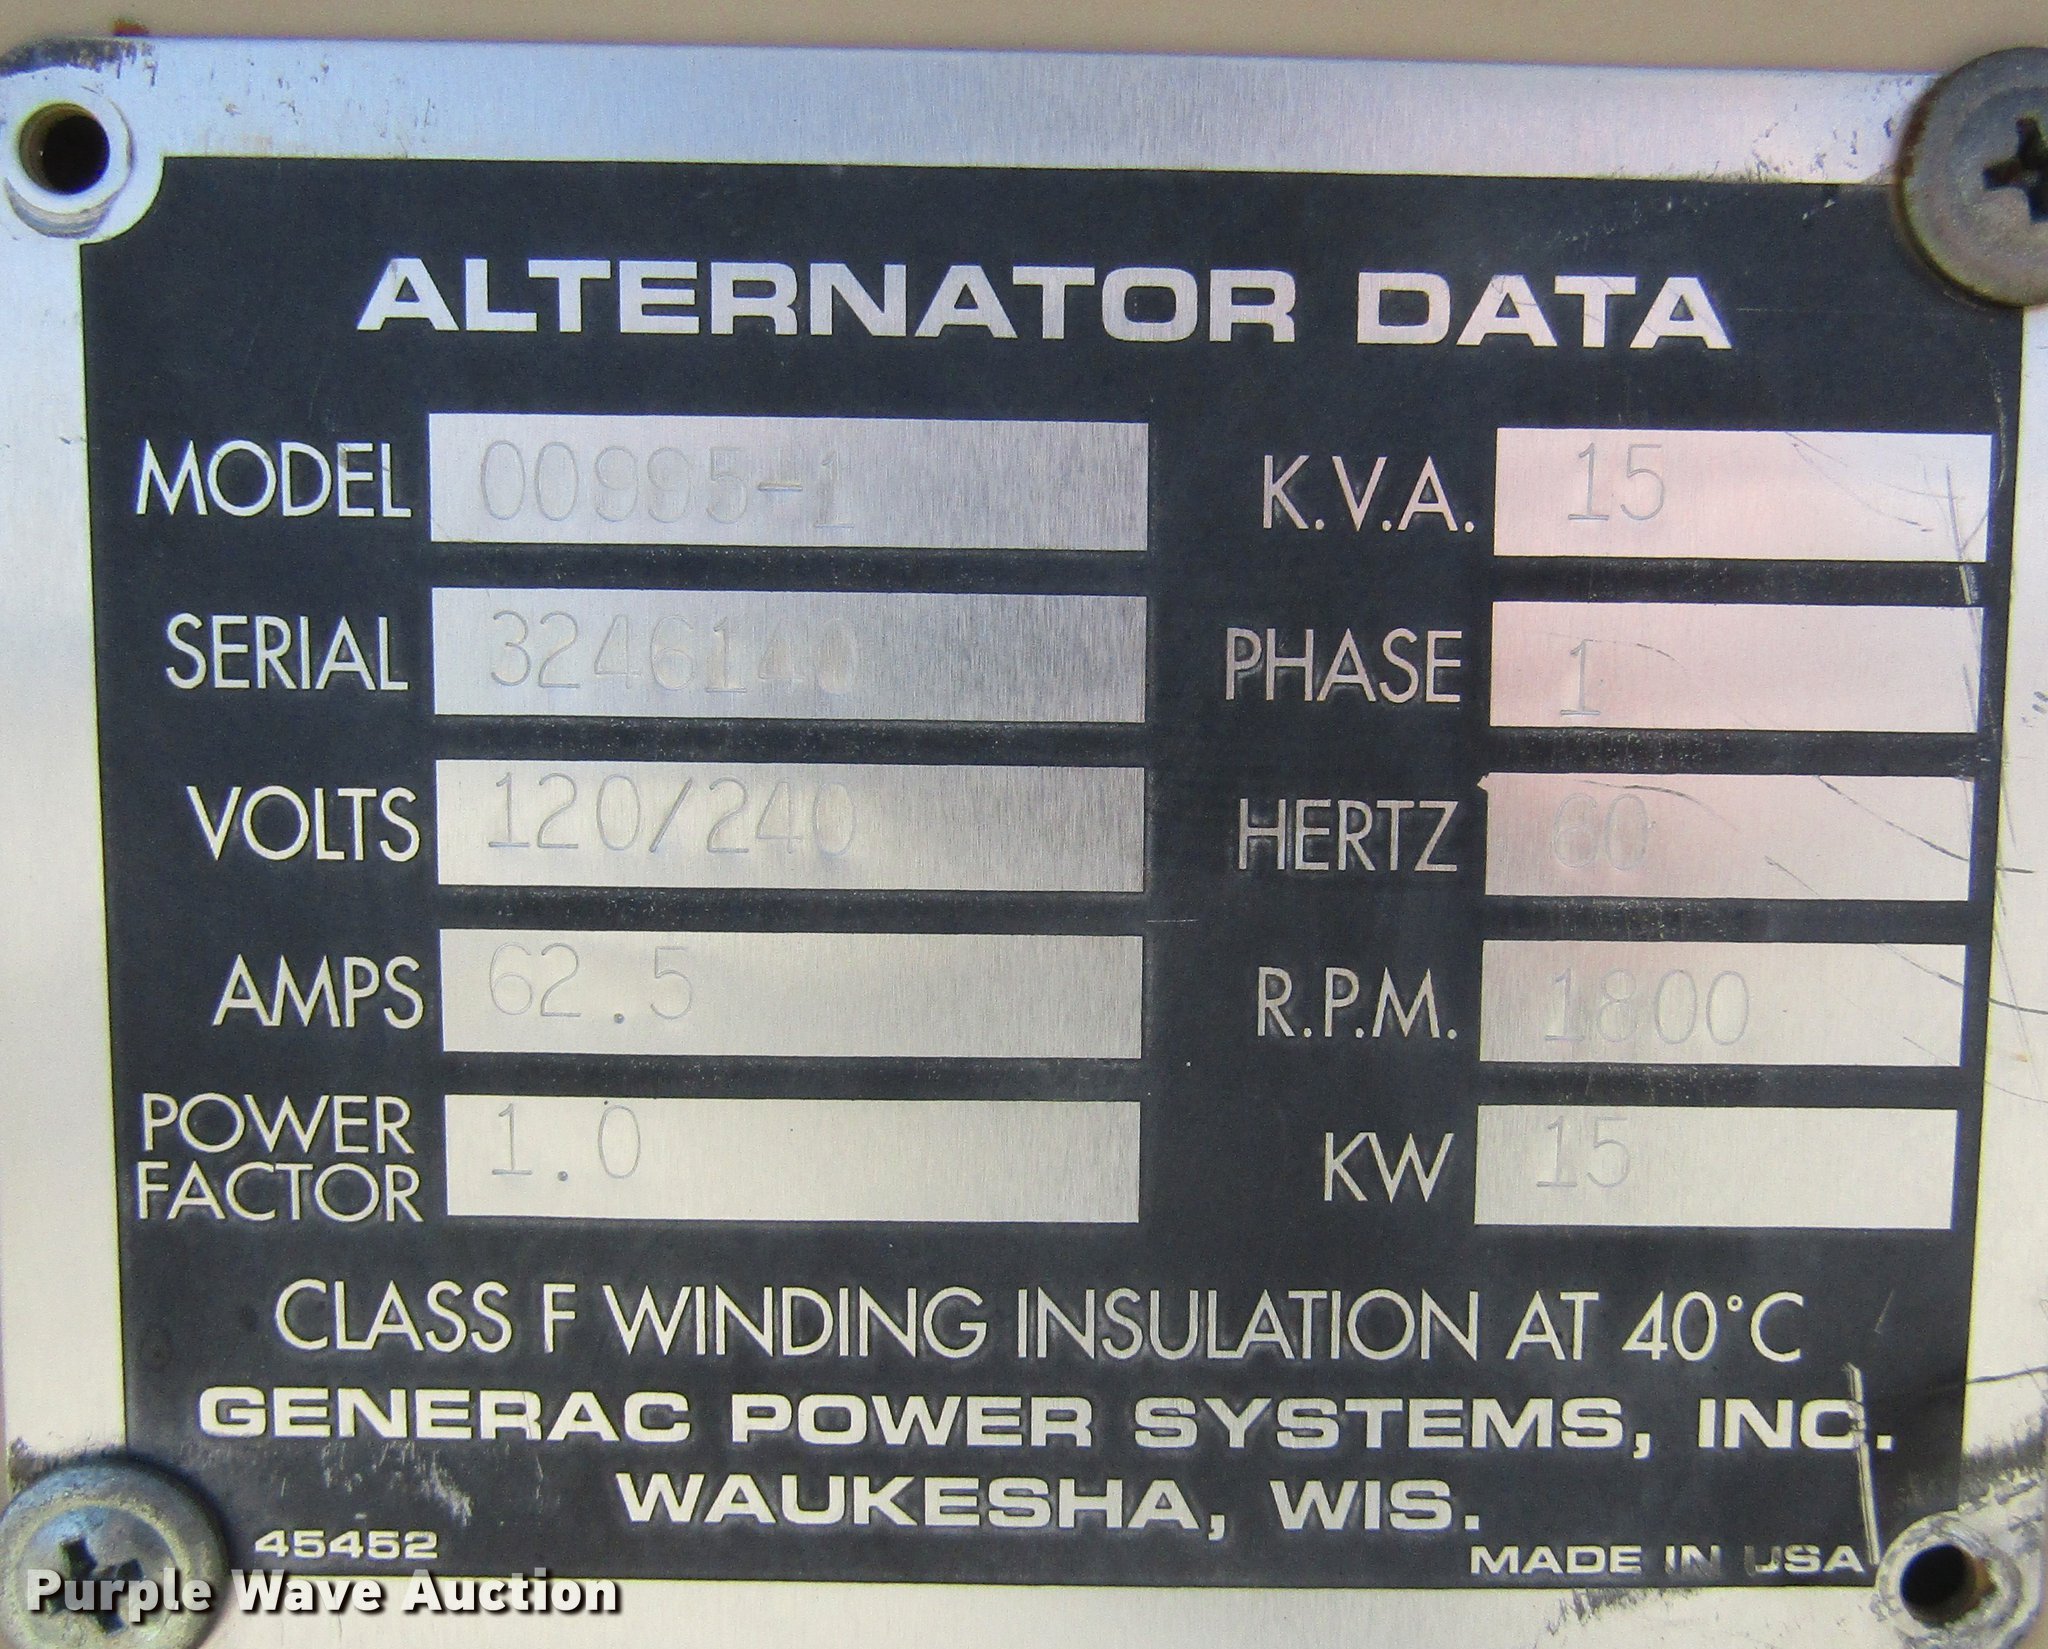 ALTERNATOR DATA
MODEL 00995-1
K.V.A. 15
SERIAL 3246140
PHASE 1
VOLTS 120/240
HERTZ 60
AMPS 62.5
R.P.M. 1800
POWER
FACTOR 1.0
KW 15
CLASS F WINDING INSULATION AT 40°C
GENERAC POWER SYSTEMS, INC.
WAUKESHA, WIS.
45452
MADE IN USA
Purple Wave Auction